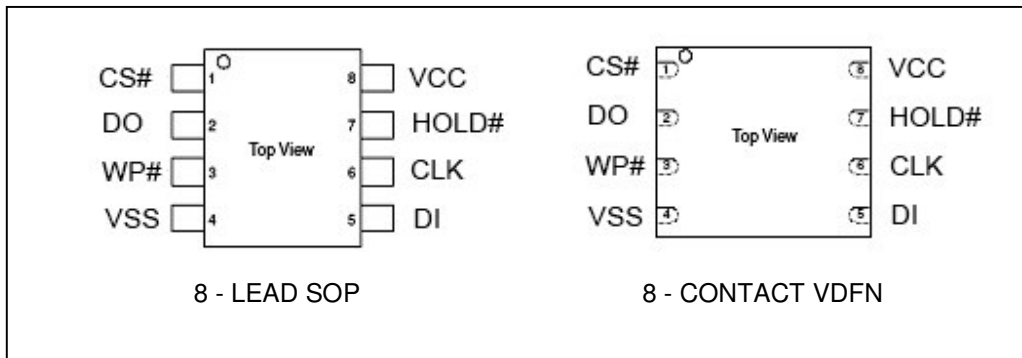 CS# 1 8 VCC
DO 2 7 HOLD#
Top View
WP# 3 6 CLK
VSS 4 5 DI
8 - LEAD SOP
CS# 1 8 VCC
DO 2 7 HOLD#
Top View
WP# 3 6 CLK
VSS 4 5 DI
8 - CONTACT VDFN